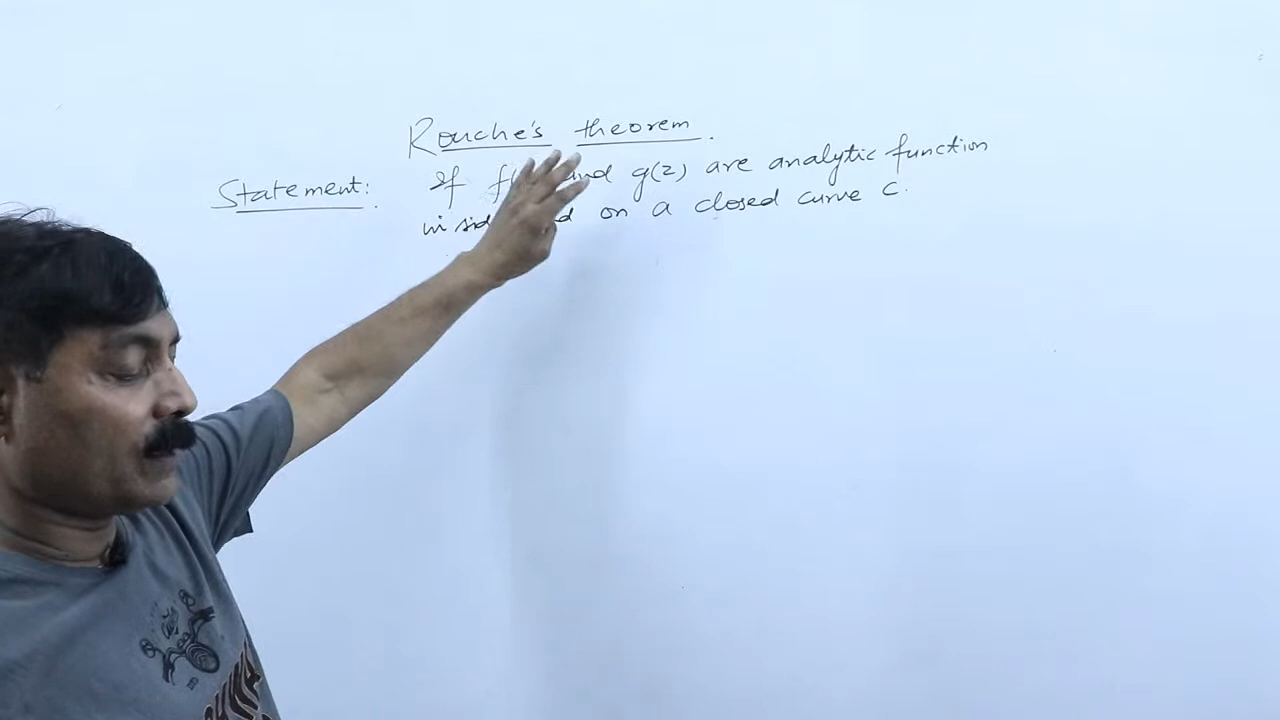 Rouche's theorem.
Statement: If and g(z) are analytic function
on a closed curve C.